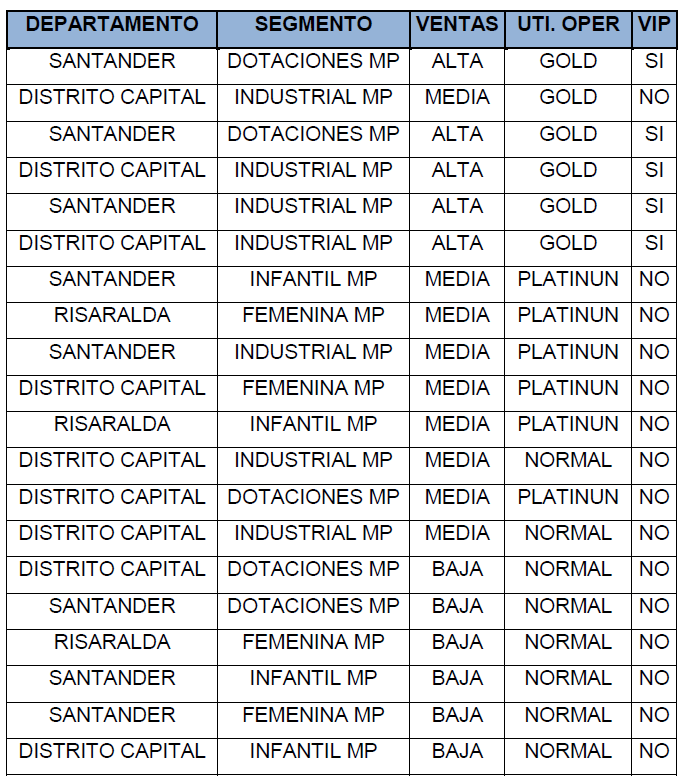 DEPARTAMENTO SEGMENTO VENTAS UTI. OPER VIP
SANTANDER DOTACIONES MP ALTA GOLD SI
DISTRITO CAPITAL INDUSTRIAL MP MEDIA GOLD NO
SANTANDER DOTACIONES MP ALTA GOLD SI
DISTRITO CAPITAL INDUSTRIAL MP ALTA GOLD SI
SANTANDER INDUSTRIAL MP ALTA GOLD SI
DISTRITO CAPITAL INDUSTRIAL MP ALTA GOLD SI
SANTANDER INFANTIL MP MEDIA PLATINUN NO
RISARALDA FEMENINA MP MEDIA PLATINUN NO
SANTANDER INDUSTRIAL MP MEDIA PLATINUN NO
DISTRITO CAPITAL FEMENINA MP MEDIA PLATINUN NO
RISARALDA INFANTIL MP MEDIA PLATINUN NO
DISTRITO CAPITAL INDUSTRIAL MP MEDIA NORMAL NO
DISTRITO CAPITAL DOTACIONES MP MEDIA PLATINUN NO
DISTRITO CAPITAL INDUSTRIAL MP MEDIA NORMAL NO
DISTRITO CAPITAL DOTACIONES MP BAJA NORMAL NO
SANTANDER DOTACIONES MP BAJA NORMAL NO
RISARALDA FEMENINA MP BAJA NORMAL NO
SANTANDER INFANTIL MP BAJA NORMAL NO
SANTANDER FEMENINA MP BAJA NORMAL NO
DISTRITO CAPITAL INFANTIL MP BAJA NORMAL NO